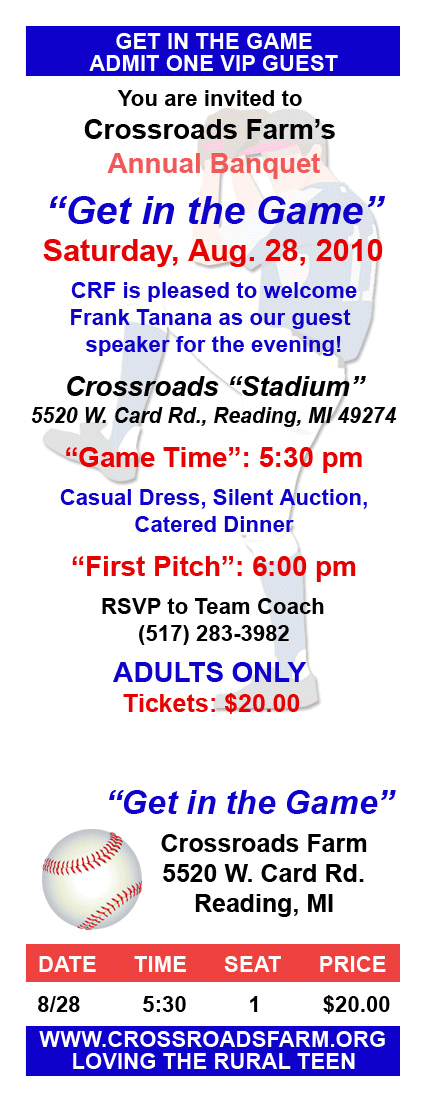 GET IN THE GAME
ADMIT ONE VIP GUEST
You are invited to
Crossroads Farm’s
Annual Banquet
“Get in the Game”
Saturday, Aug. 28, 2010
CRF is pleased to welcome
Frank Tanana as our guest
speaker for the evening!
Crossroads “Stadium”
5520 W. Card Rd., Reading, MI 49274
“Game Time”: 5:30 pm
Casual Dress, Silent Auction,
Catered Dinner
“First Pitch”: 6:00 pm
RSVP to Team Coach
(517) 283-3982
ADULTS ONLY
Tickets: $20.00
“Get in the Game”
Crossroads Farm
5520 W. Card Rd.
Reading, MI
DATE TIME SEAT PRICE
8/28 5:30 1 $20.00
WWW.CROSSROADSFARM.ORG
LOVING THE RURAL TEEN